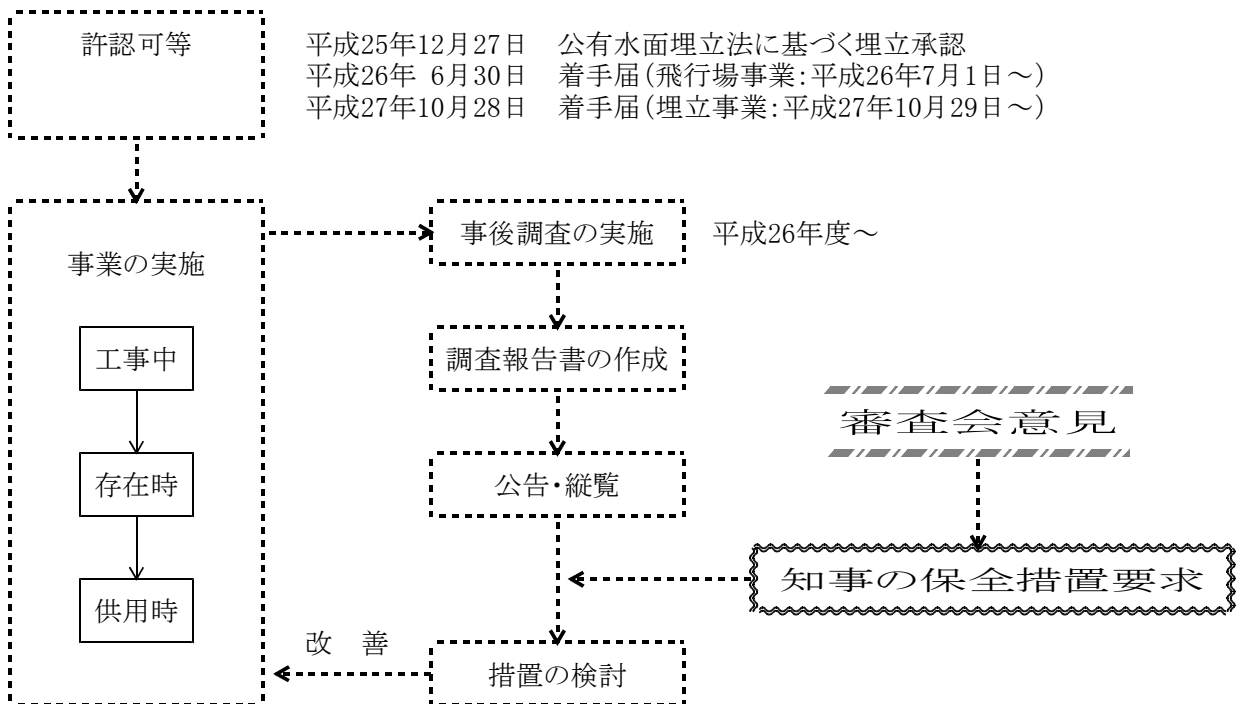 許認可等
平成25年12月27日　公有水面埋立法に基づく埋立承認
平成26年 6月30日　着手届（飛行場事業：平成26年7月1日～）
平成27年10月28日　着手届（埋立事業：平成27年10月29日～）
事業の実施
工事中
存在時
供用時
事後調査の実施　平成26年度～
調査報告書の作成
公告・縦覧
審査会意見
知事の保全措置要求
改　善
措置の検討